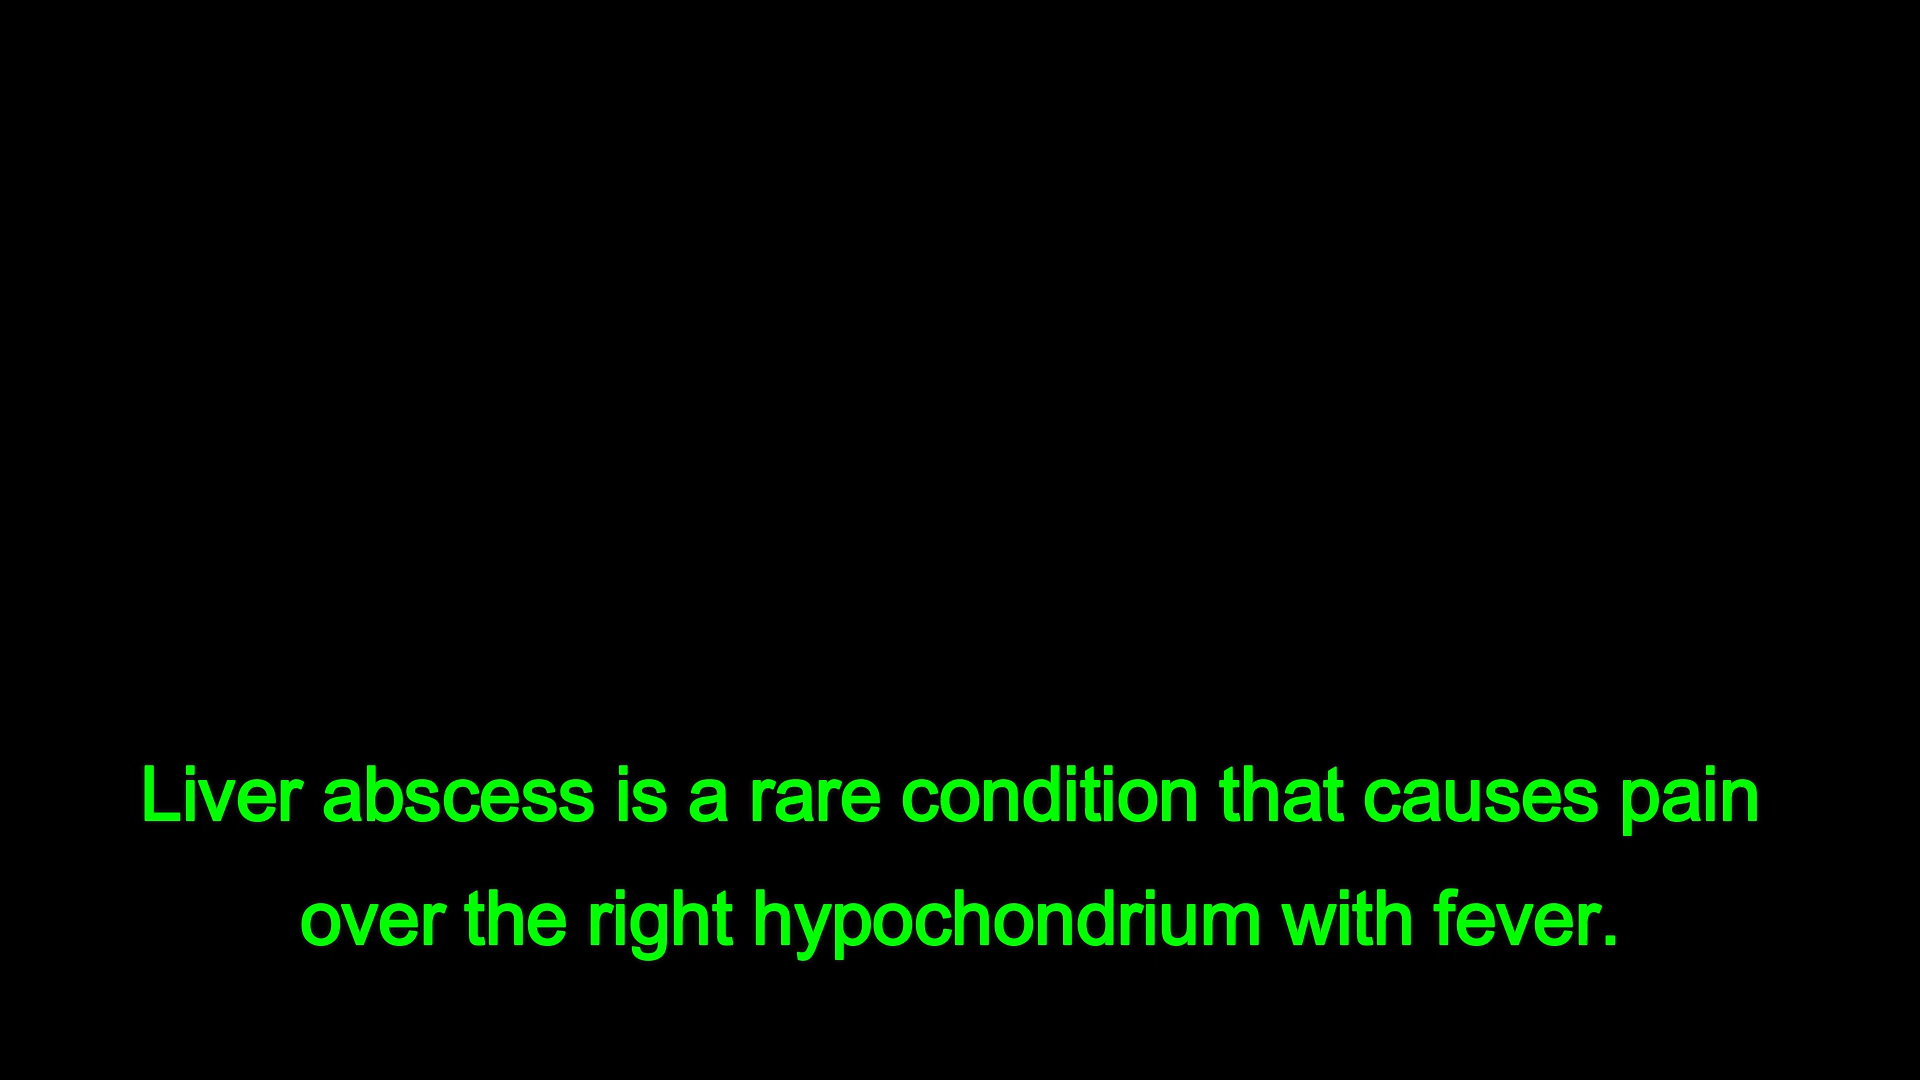 Liver abscess is a rare condition that causes pain
over the right hypochondrium with fever.